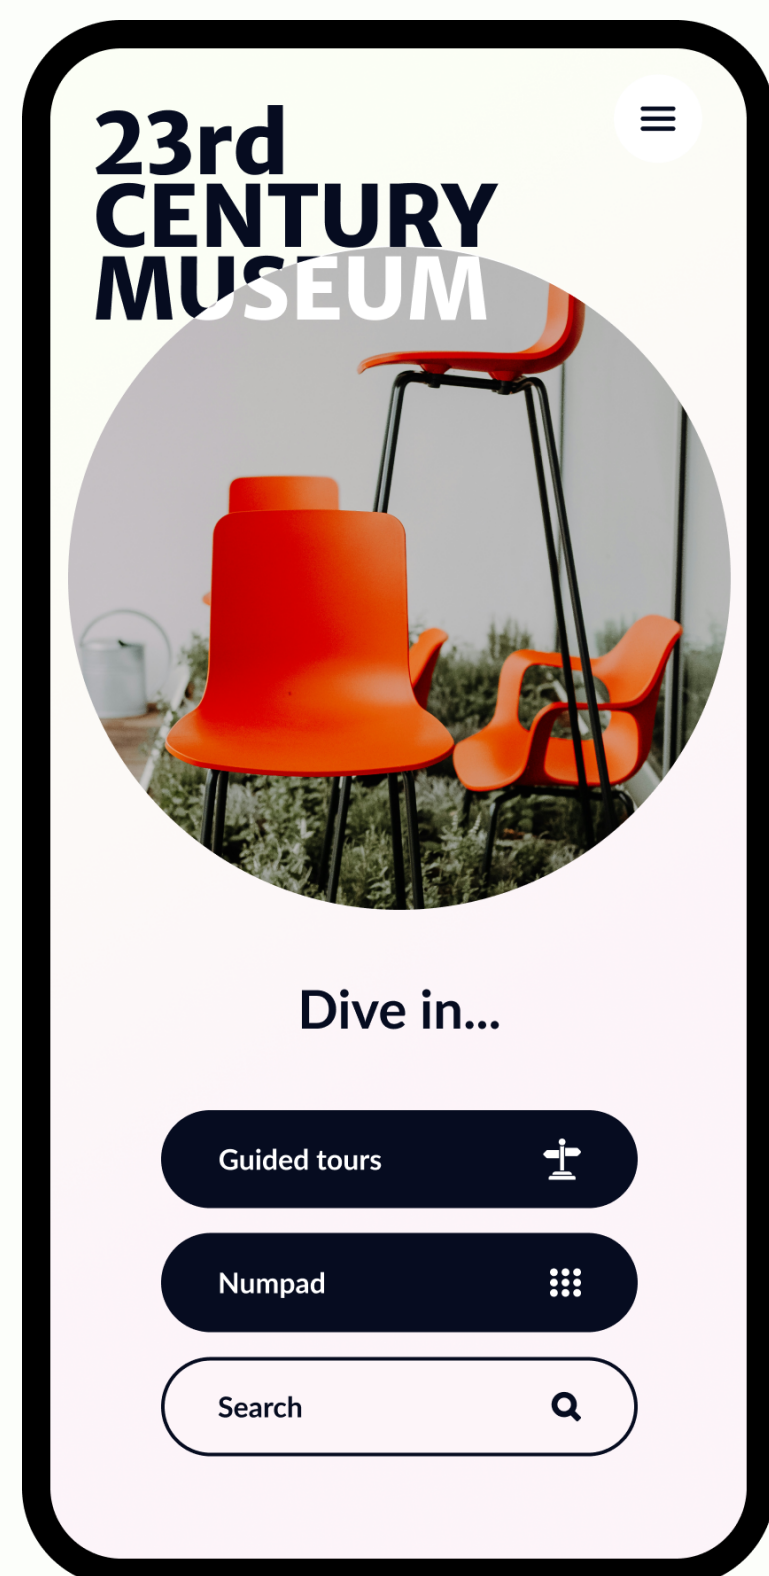 23rd
CENTURY
MUSEUM
Dive in...
Guided tours
Numpad
Search